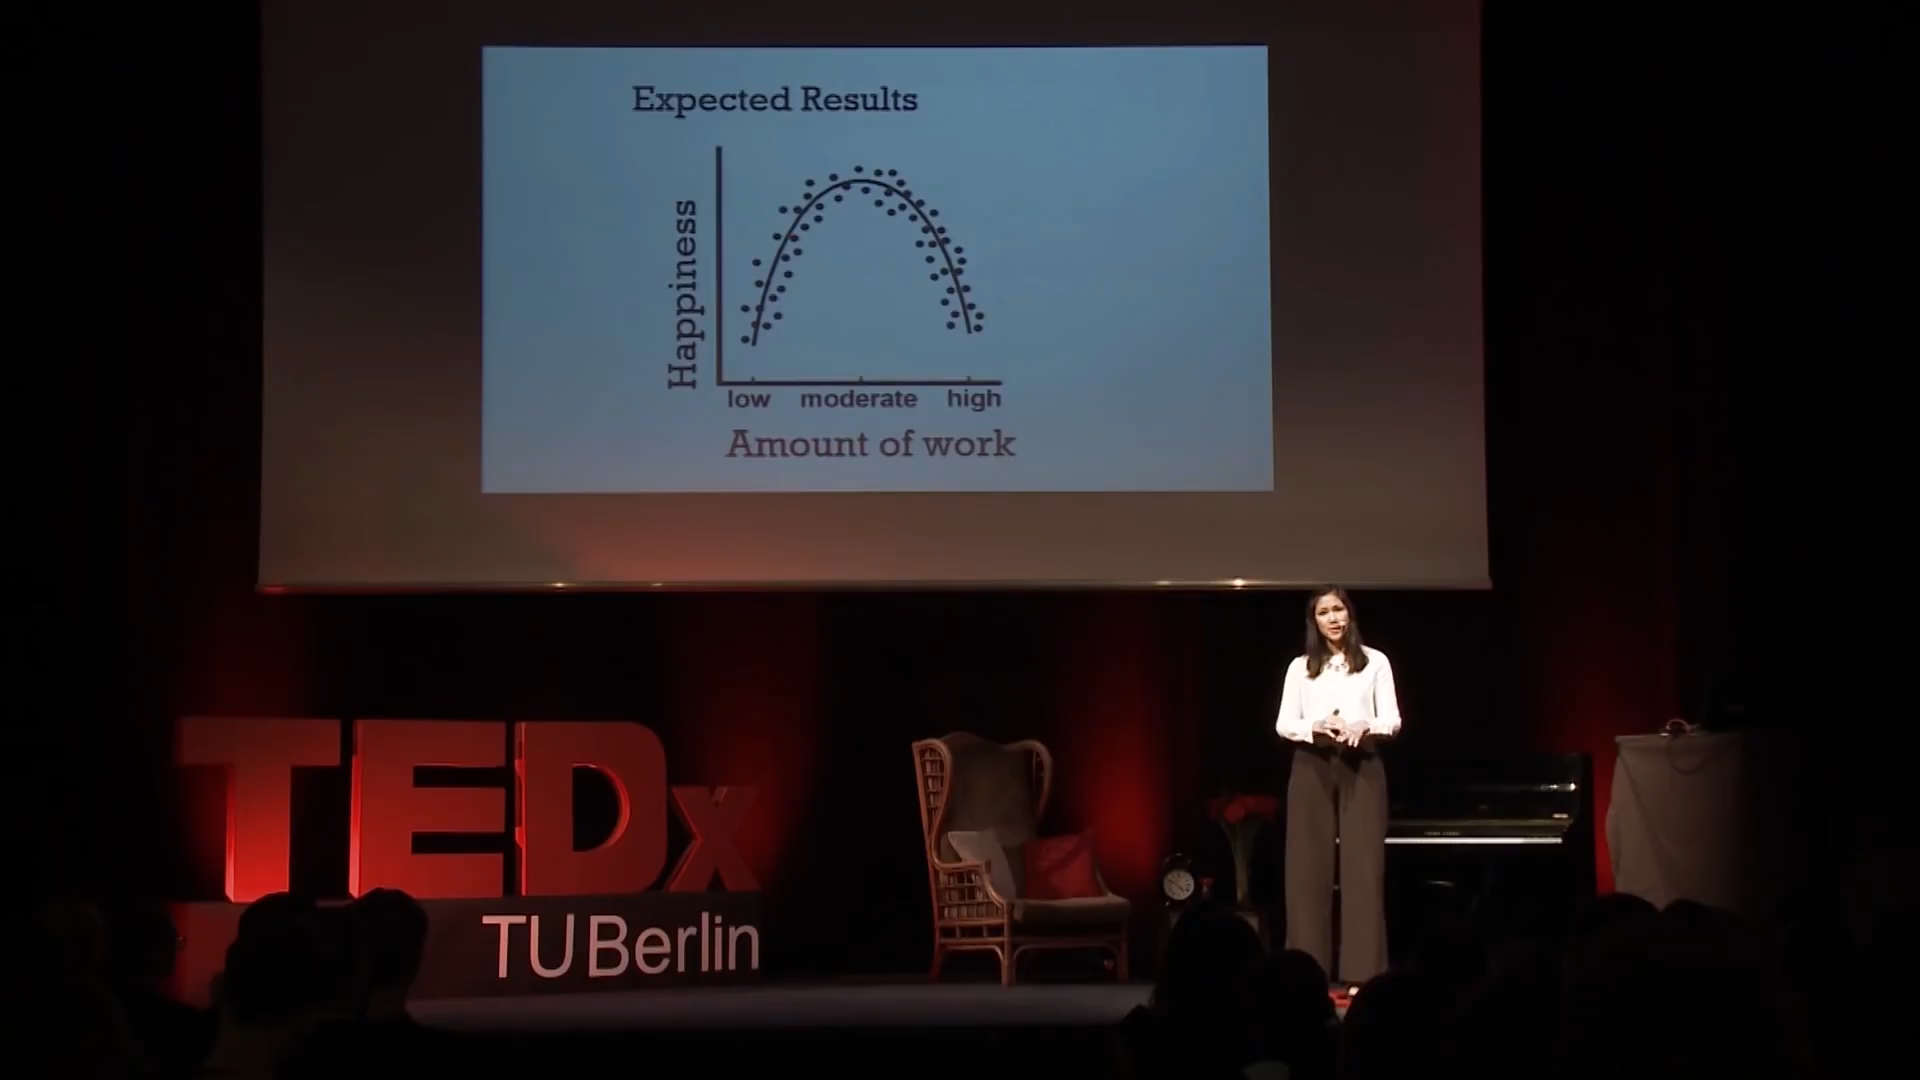 Expected Results
Happiness
low moderate high
Amount of work
TEDx
TU Berlin